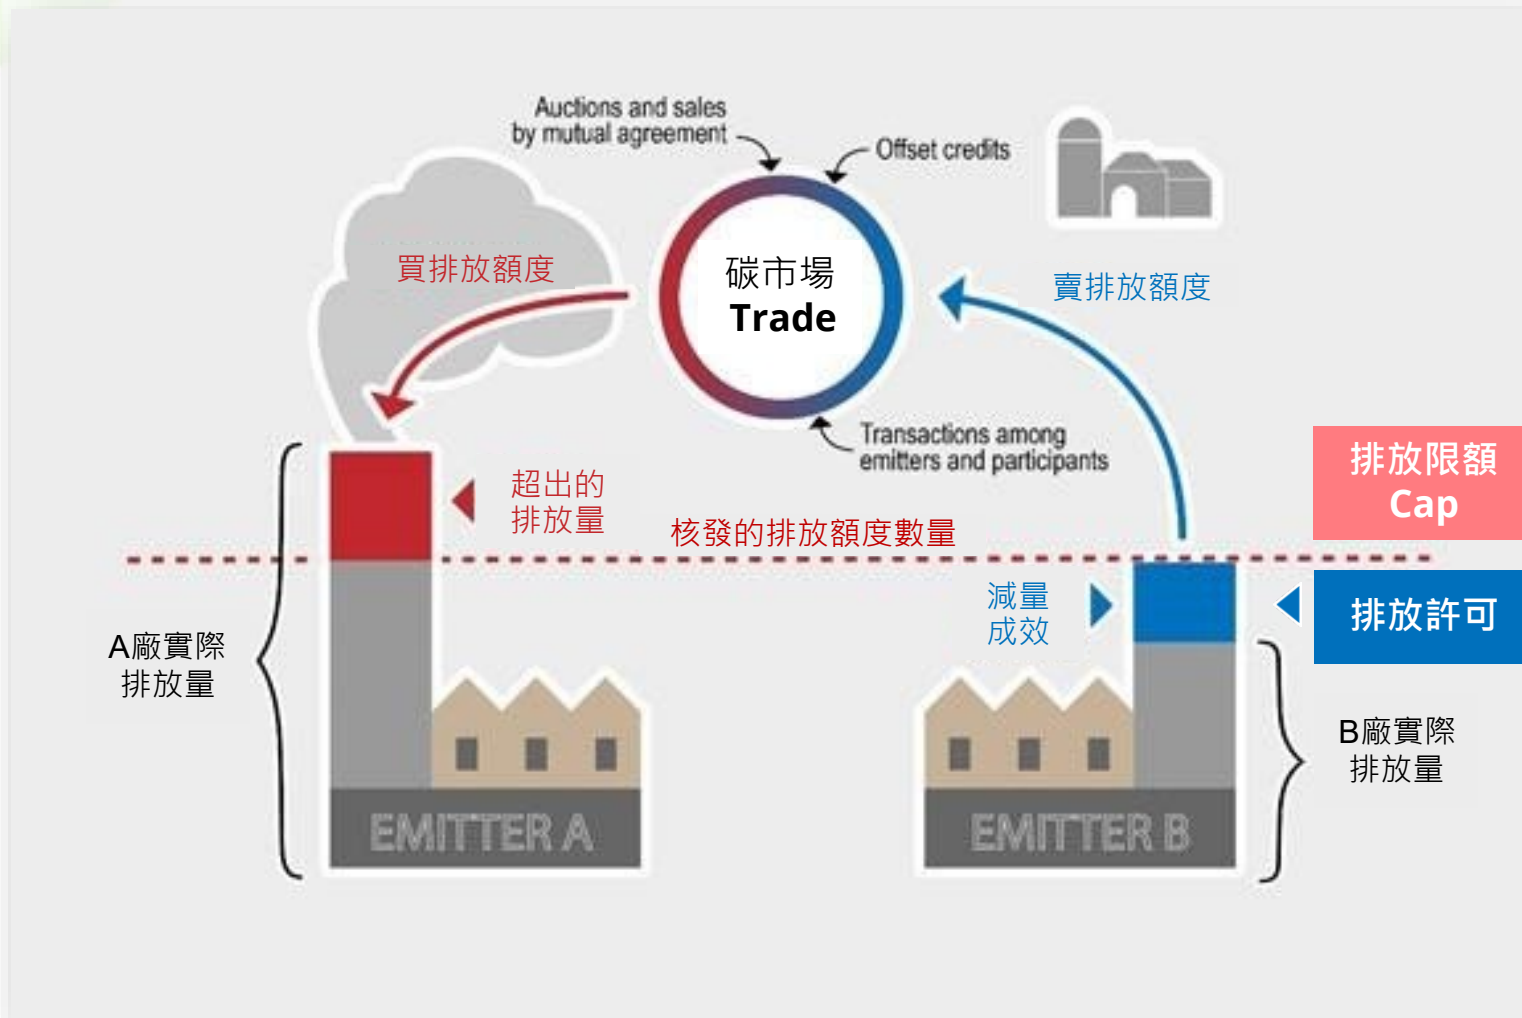 Auctions and sales
by mutual agreement
Offset credits
買排放額度
碳市場
Trade
賣排放額度
Transactions among
emitters and participants
排放限額
Cap
超出的
排放量
核發的排放額度數量
減量
成效
排放許可
A廠實際
排放量
B廠實際
排放量
EMITTER A
EMITTER B